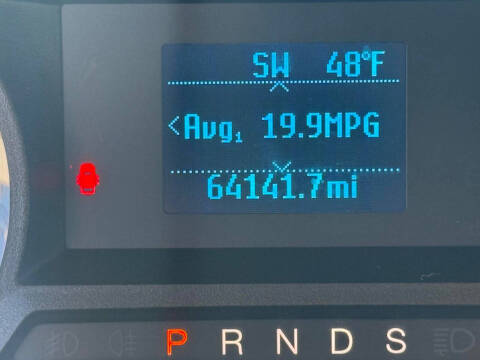 SW 48°F
<Avg₁ 19.9MPG
64141.7mi
P R N D S